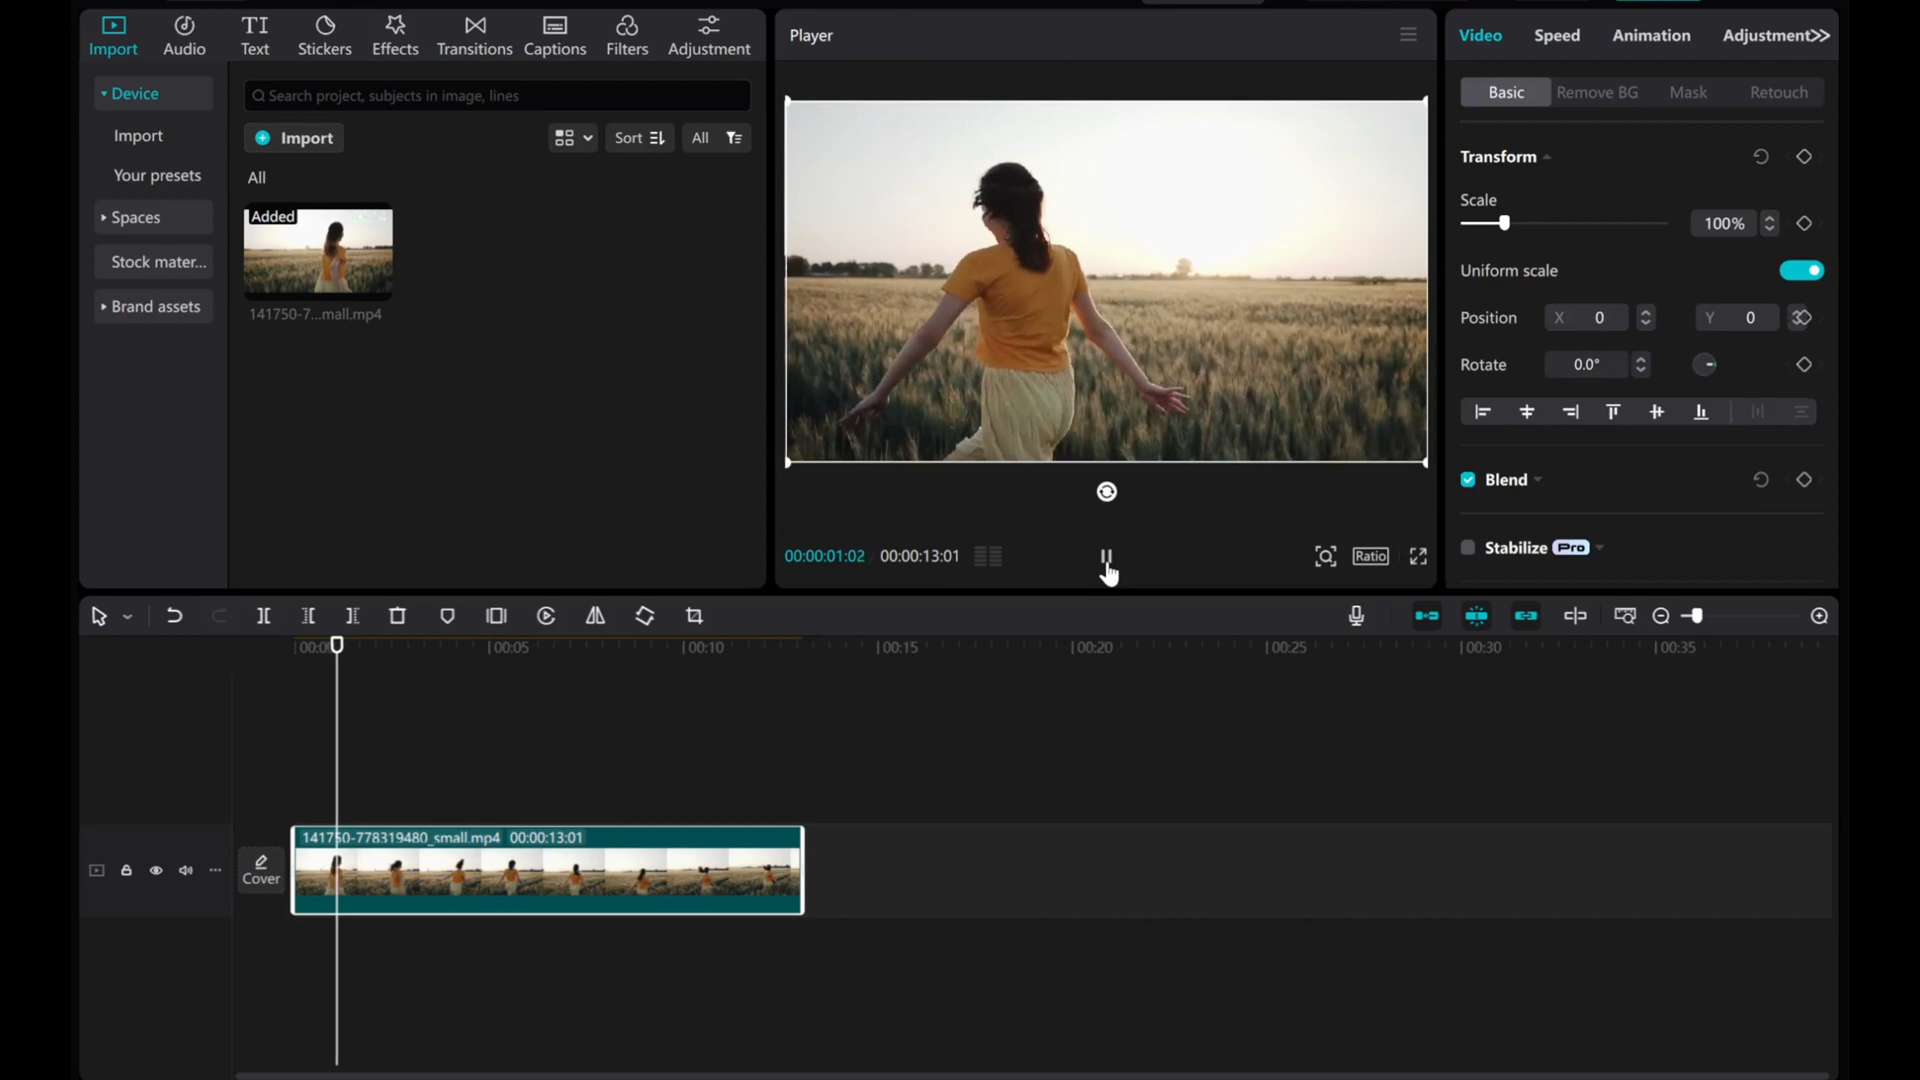 Import
Audio
Text
Stickers
Effects
Transitions
Captions
Filters
Adjustment
Device
Import
Your presets
Spaces
Stock mater...
Brand assets
Search project, subjects in image, lines
Import
Sort
All
All
Added
141750-7...mall.mp4
Player
00:00:01:02 / 00:00:13:01
Ratio
Video
Speed
Animation
Adjustment
Basic
Remove BG
Mask
Retouch
Transform
Scale
100%
Uniform scale
Position
X 0
Y 0
Rotate
0.0°
Blend
Stabilize Pro
00:05
00:10
00:15
00:20
00:25
00:30
00:35
141750-778319480_small.mp4 00:00:13:01
Cover